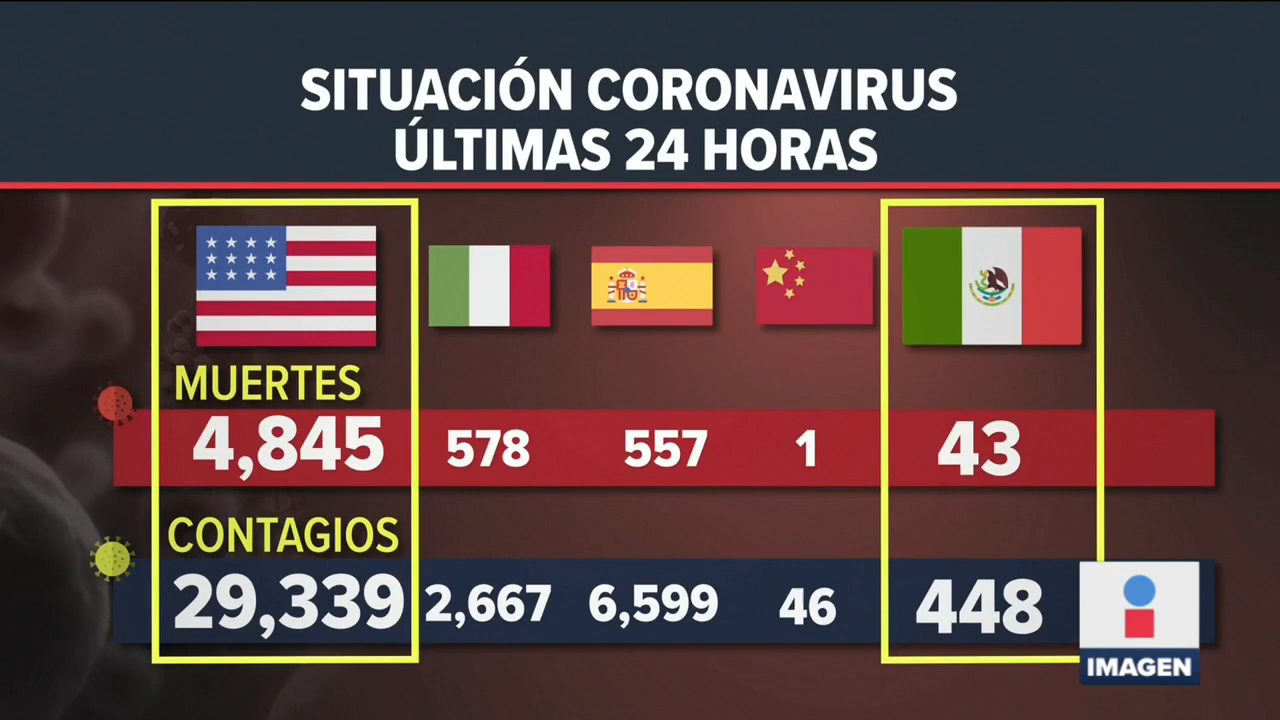 SITUACIÓN CORONAVIRUS
ÚLTIMAS 24 HORAS
MUERTES
4,845 578 557 1 43
CONTAGIOS
29,339 2,667 6,599 46 448
IMAGEN